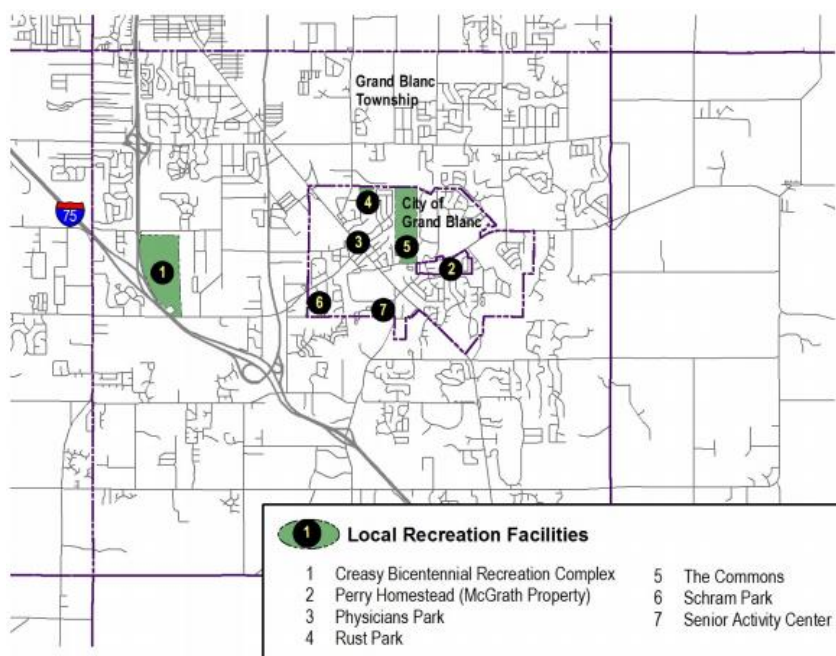 Grand Blanc
Township
75
4
City of
Grand Blanc
3
5
1
2
6
7
1 Local Recreation Facilities
1 Creasy Bicentennial Recreation Complex
2 Perry Homestead (McGrath Property)
3 Physicians Park
4 Rust Park
5 The Commons
6 Schram Park
7 Senior Activity Center